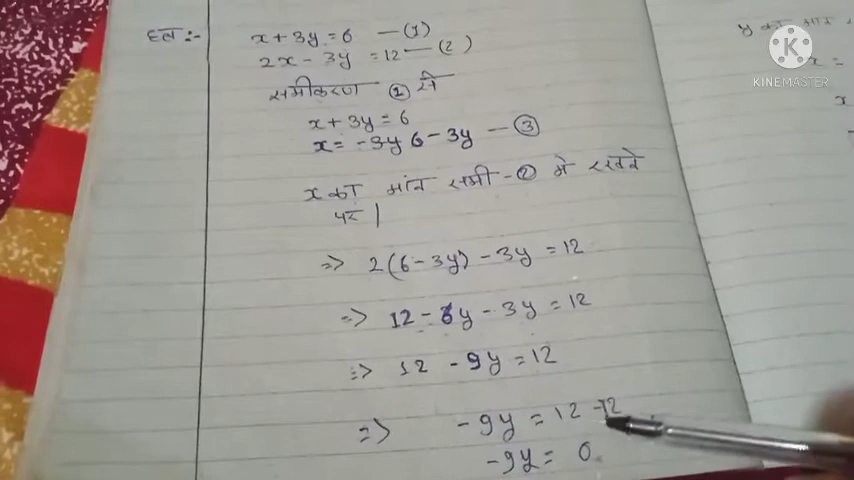 हल:-
x + 3y = 6 — (1)
2x - 3y = 12 — (2)
समीकरण ① से
x + 3y = 6
x = -3y 6 - 3y — ③
x का मान समी - ② मे रखने
पर |
=> 2(6 - 3y) - 3y = 12
=> 12 - 6y - 3y = 12
=> 12 - 9y = 12
=> -9y = 12 - 12
-9y = 0
y का मान
x =
x
KINEMASTER